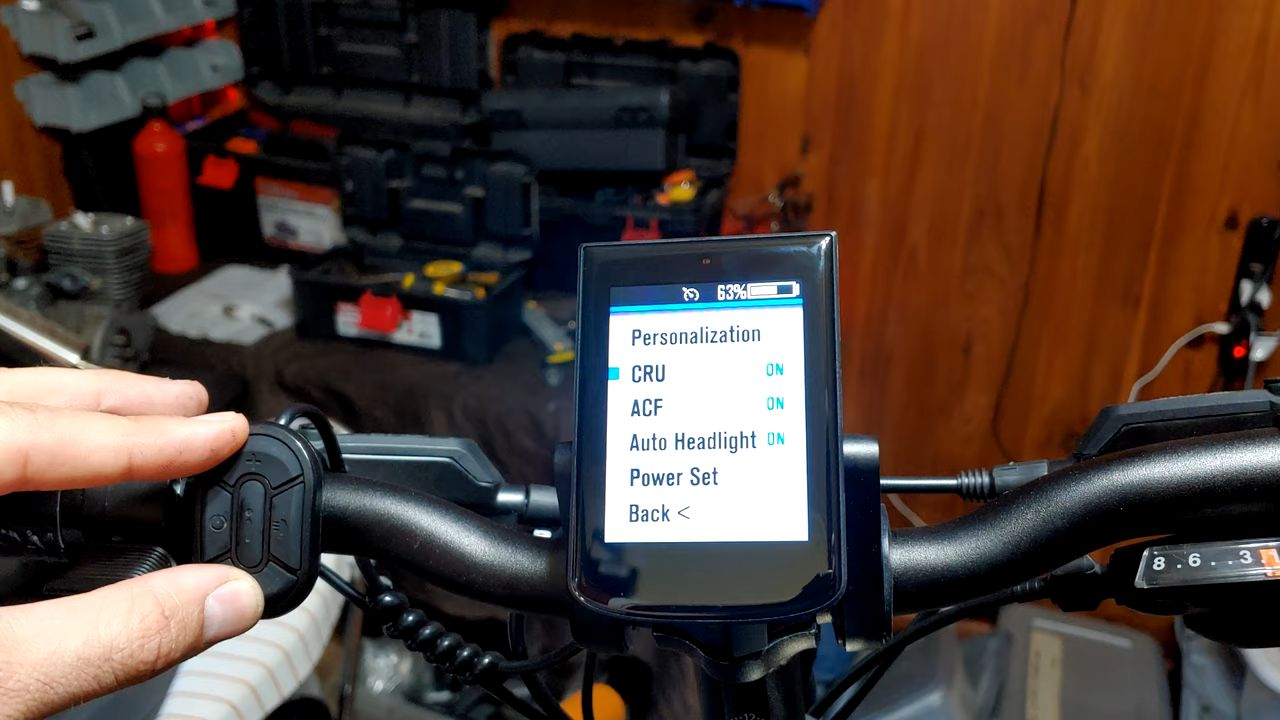 63%
Personalization
CRU ON
ACF ON
Auto Headlight ON
Power Set
Back <
8.6..3